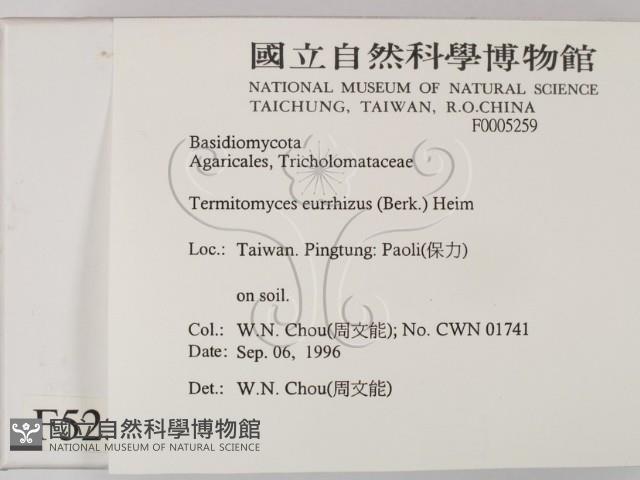 國立自然科學博物館
NATIONAL MUSEUM OF NATURAL SCIENCE
TAICHUNG, TAIWAN, R.O.CHINA
F0005259
Basidiomycota
Agaricales, Tricholomataceae
Termitomyces eurrhizus (Berk.) Heim
Loc.: Taiwan. Pingtung: Paoli(保力)
on soil.
Col.: W.N. Chou(周文能); No. CWN 01741
Date: Sep. 06, 1996
Det.: W.N. Chou(周文能)
F52
國立自然科學博物館
NATIONAL MUSEUM OF NATURAL SCIENCE